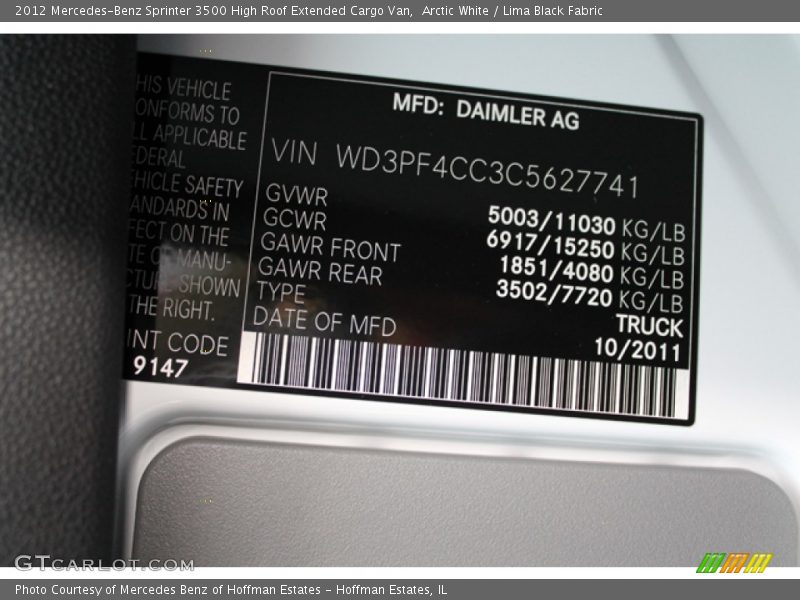 2012 Mercedes-Benz Sprinter 3500 High Roof Extended Cargo Van, Arctic White / Lima Black Fabric
HIS VEHICLE
ONFORMS TO
LL APPLICABLE
EDERAL
EHICLE SAFETY
ANDARDS IN
FECT ON THE
TE OF MANU-
CTURE SHOWN
THE RIGHT.
INT CODE
9147
MFD: DAIMLER AG
VIN WD3PF4CC3C5627741
GVWR 5003/11030 KG/LB
GCWR 6917/15250 KG/LB
GAWR FRONT 1851/4080 KG/LB
GAWR REAR 3502/7720 KG/LB
TYPE TRUCK
DATE OF MFD 10/2011
GTCARLOT.COM
Photo Courtesy of Mercedes Benz of Hoffman Estates - Hoffman Estates, IL